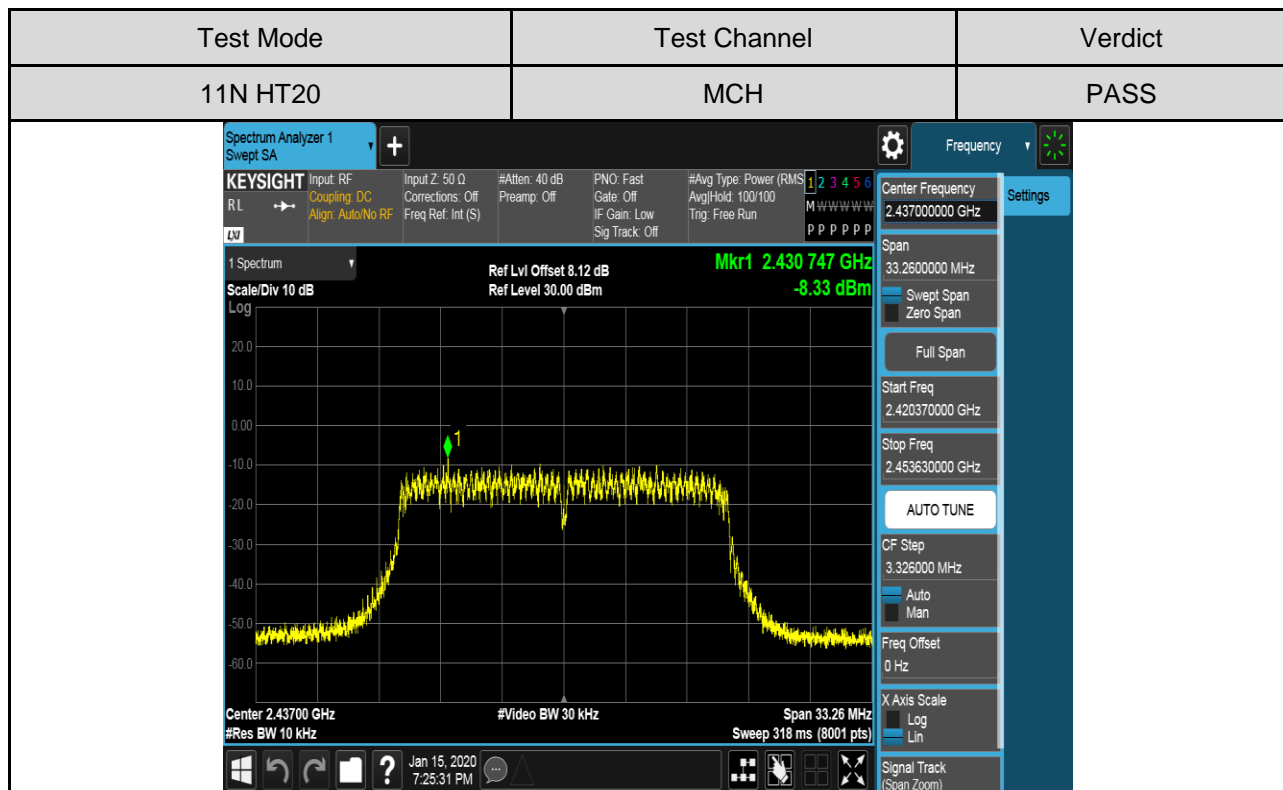 Test Mode Test Channel Verdict
11N HT20 MCH PASS
Spectrum Analyzer 1
Swept SA
+
Frequency
KEYSIGHT
RL
LXI
Input: RF
Coupling: DC
Align: Auto/No RF
Input Z: 50 Ω
Corrections: Off
Freq Ref: Int (S)
#Atten: 40 dB
Preamp: Off
PNO: Fast
Gate: Off
IF Gain: Low
Sig Track: Off
#Avg Type: Power (RMS
Avg|Hold: 100/100
Trig: Free Run
1 2 3 4 5 6
M W W W W W
P P P P P P
1 Spectrum
Scale/Div 10 dB
Ref Lvl Offset 8.12 dB
Ref Level 30.00 dBm
Mkr1 2.430 747 GHz
-8.33 dBm
Log
20.0
10.0
0.00
1
-10.0
-20.0
-30.0
-40.0
-50.0
-60.0
Center 2.43700 GHz #Video BW 30 kHz Span 33.26 MHz
#Res BW 10 kHz Sweep 318 ms (8001 pts)
?
Jan 15, 2020
7:25:31 PM
Center Frequency
2.437000000 GHz
Span
33.2600000 MHz
Swept Span
Zero Span
Full Span
Start Freq
2.420370000 GHz
Stop Freq
2.453630000 GHz
AUTO TUNE
CF Step
3.326000 MHz
Auto
Man
Freq Offset
0 Hz
X Axis Scale
Log
Lin
Signal Track
(Span Zoom)
Settings